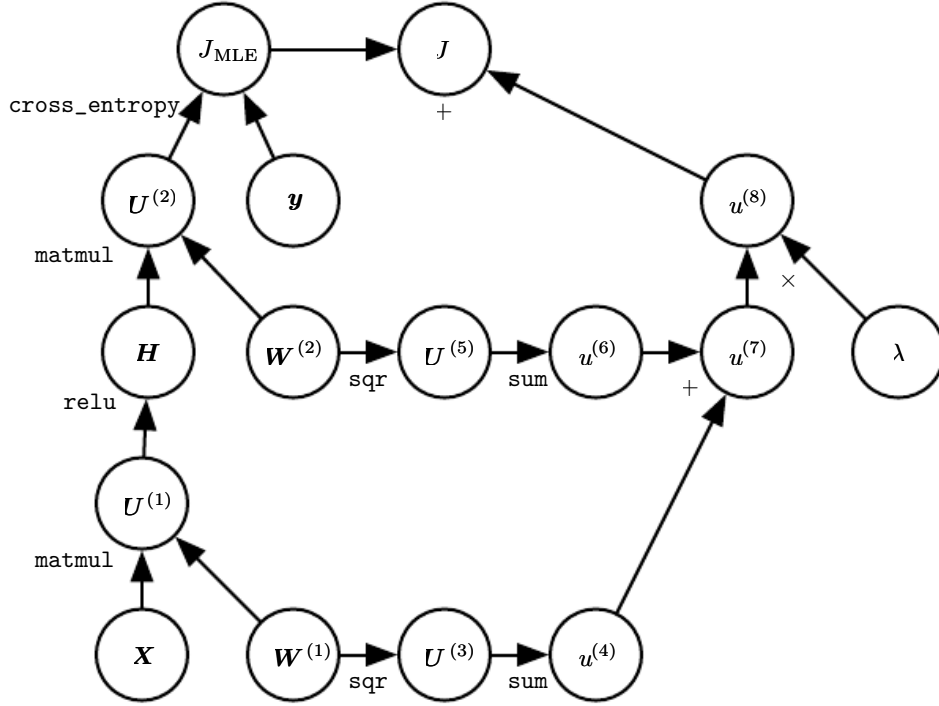 J_MLE J
cross_entropy +
U^(2) y u^(8)
matmul ×
H W^(2) U^(5) u^(6) u^(7) λ
relu sqr sum +
U^(1)
matmul
X W^(1) U^(3) u^(4)
sqr sum